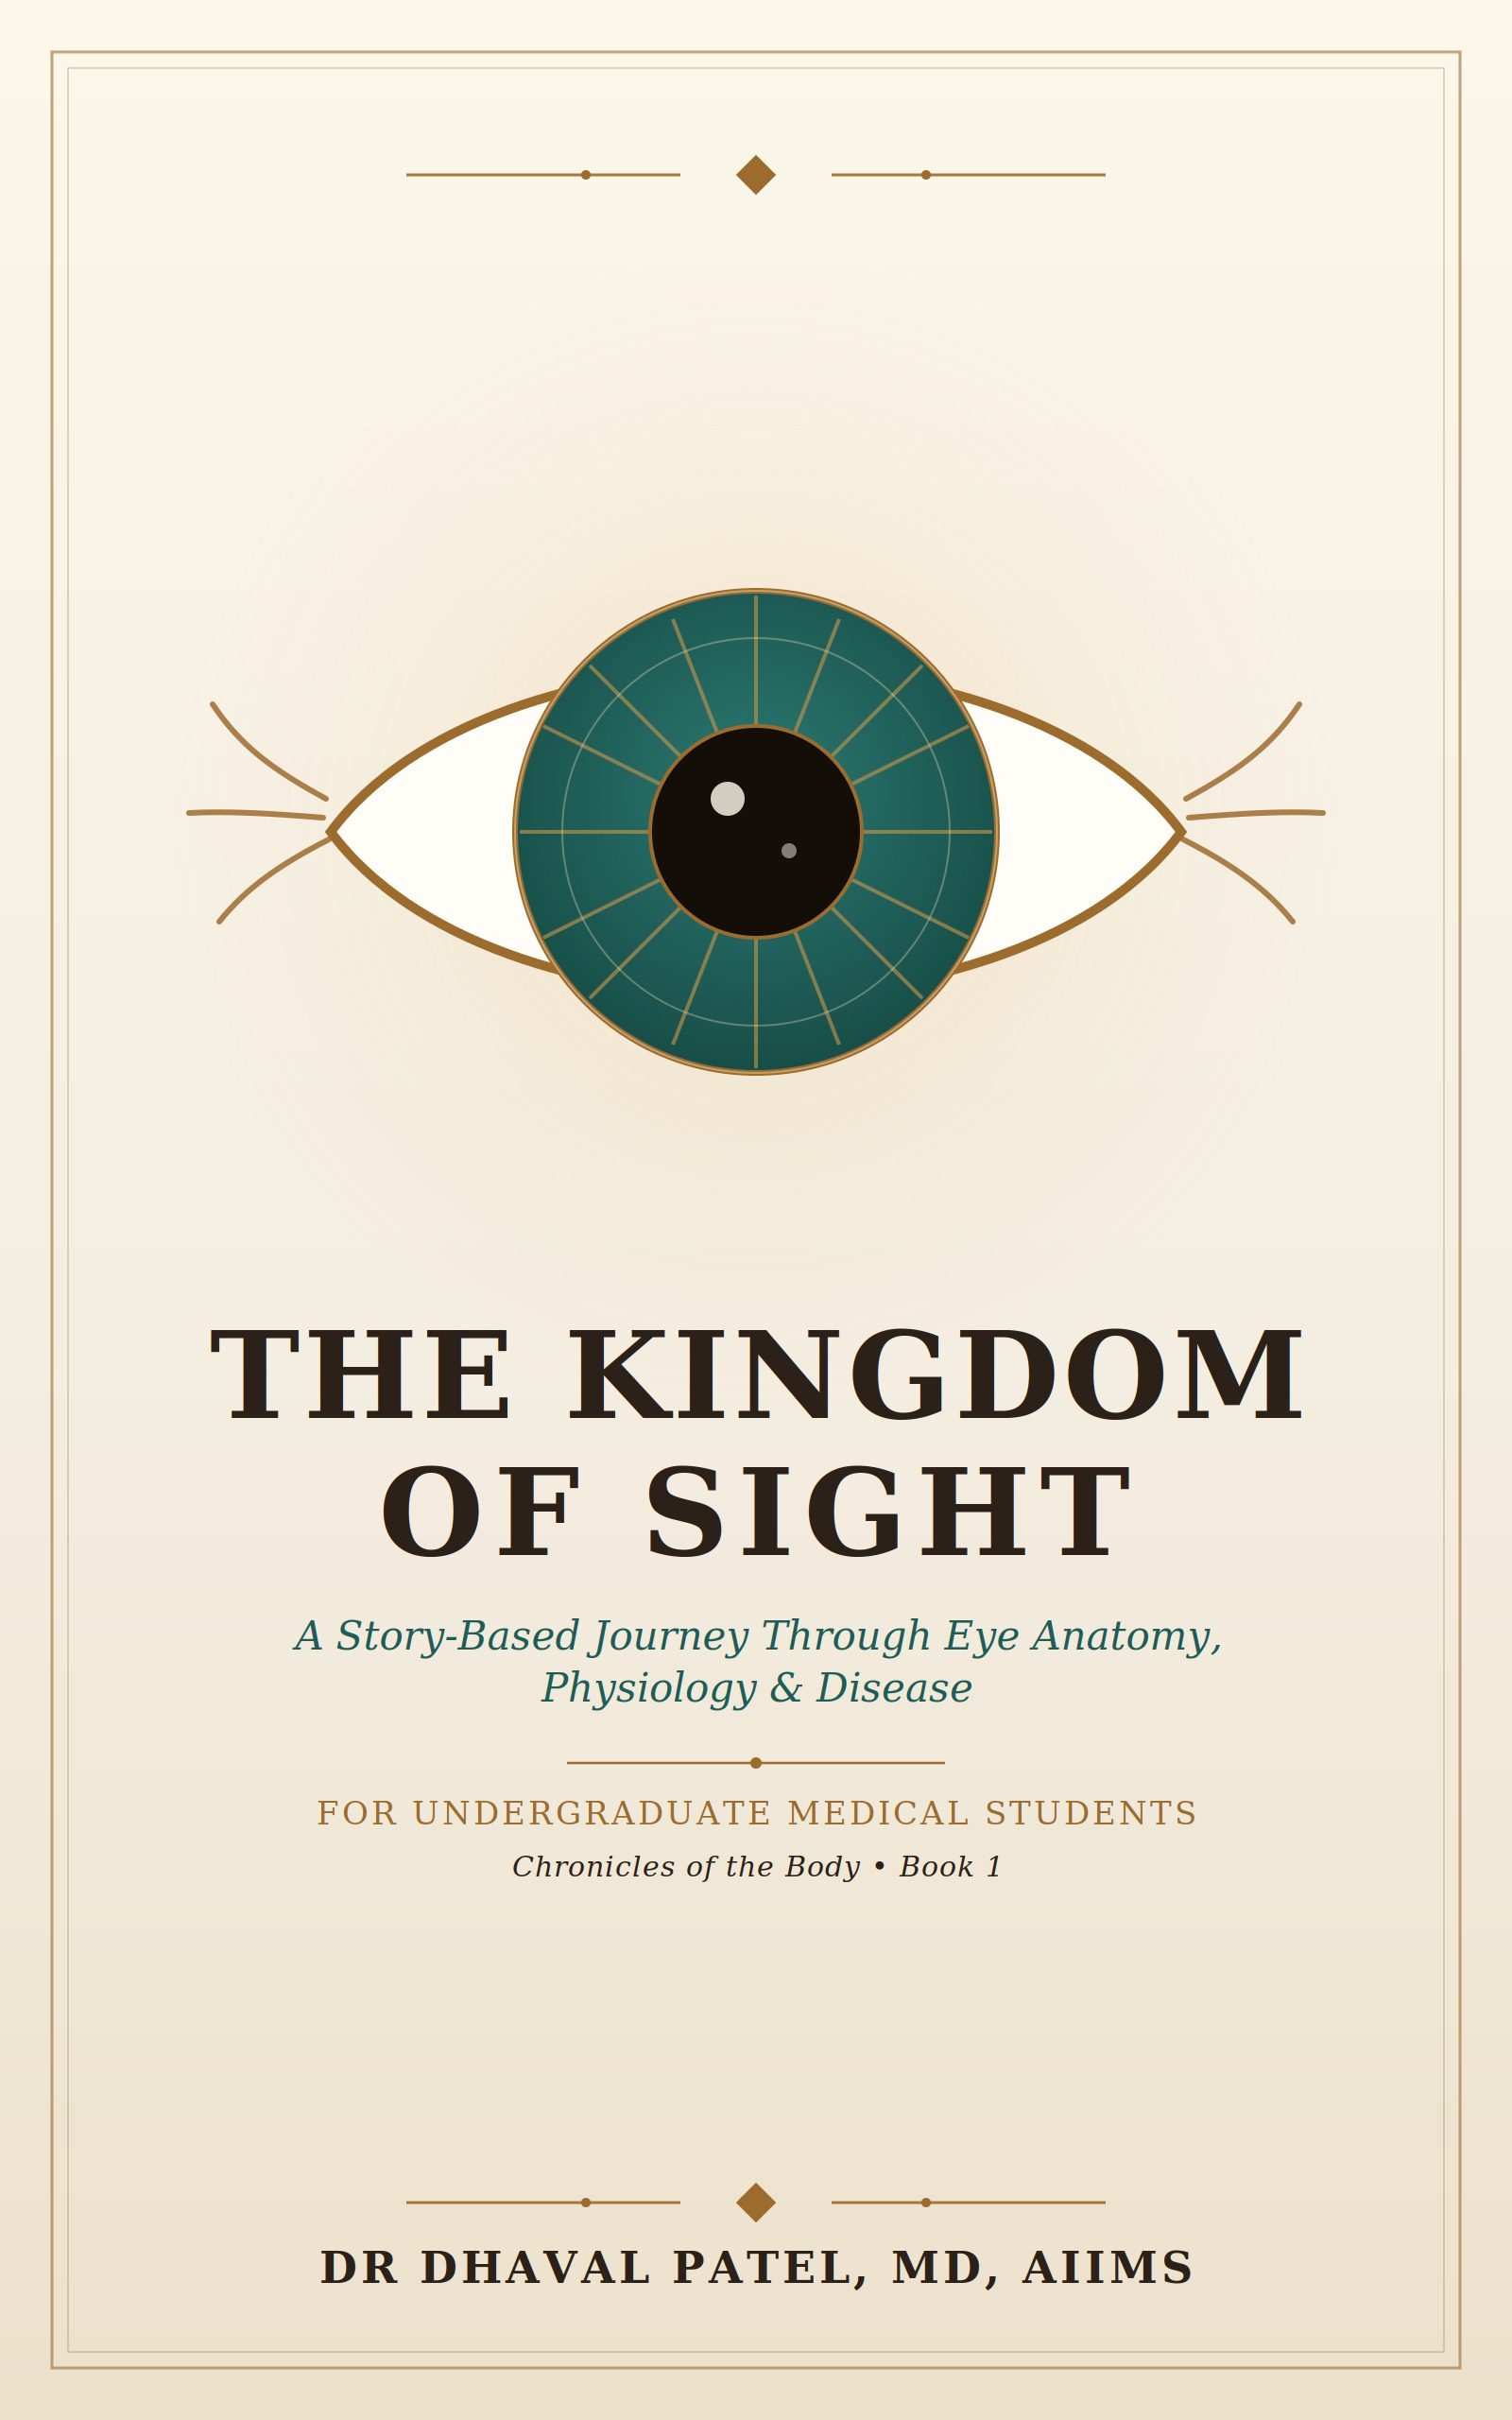 THE KINGDOM
OF SIGHT
A Story-Based Journey Through Eye Anatomy,
Physiology & Disease
FOR UNDERGRADUATE MEDICAL STUDENTS
Chronicles of the Body • Book 1
DR DHAVAL PATEL, MD, AIIMS